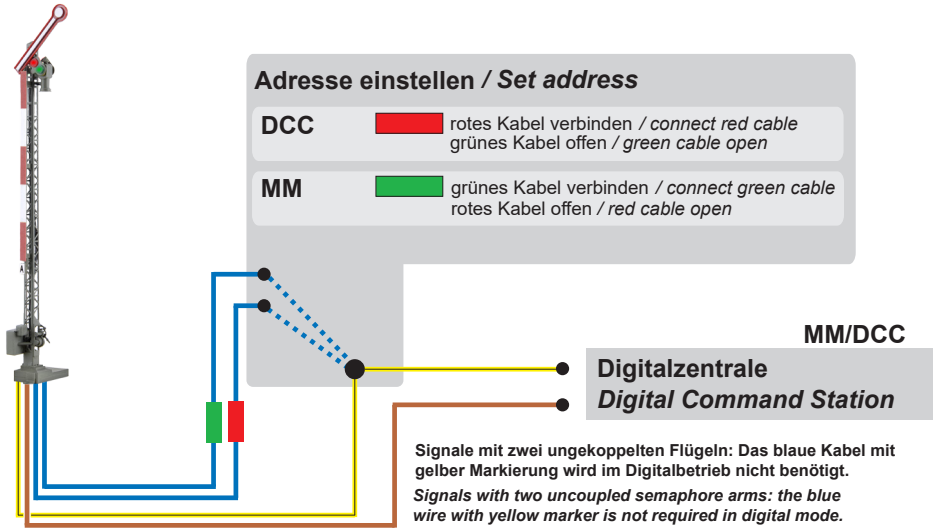 Adresse einstellen / Set address
DCC
rotes Kabel verbinden / connect red cable
grünes Kabel offen / green cable open
MM
grünes Kabel verbinden / connect green cable
rotes Kabel offen / red cable open
A
MM/DCC
Digitalzentrale
Digital Command Station
Signale mit zwei ungekoppelten Flügeln: Das blaue Kabel mit
gelber Markierung wird im Digitalbetrieb nicht benötigt.
Signals with two uncoupled semaphore arms: the blue
wire with yellow marker is not required in digital mode.